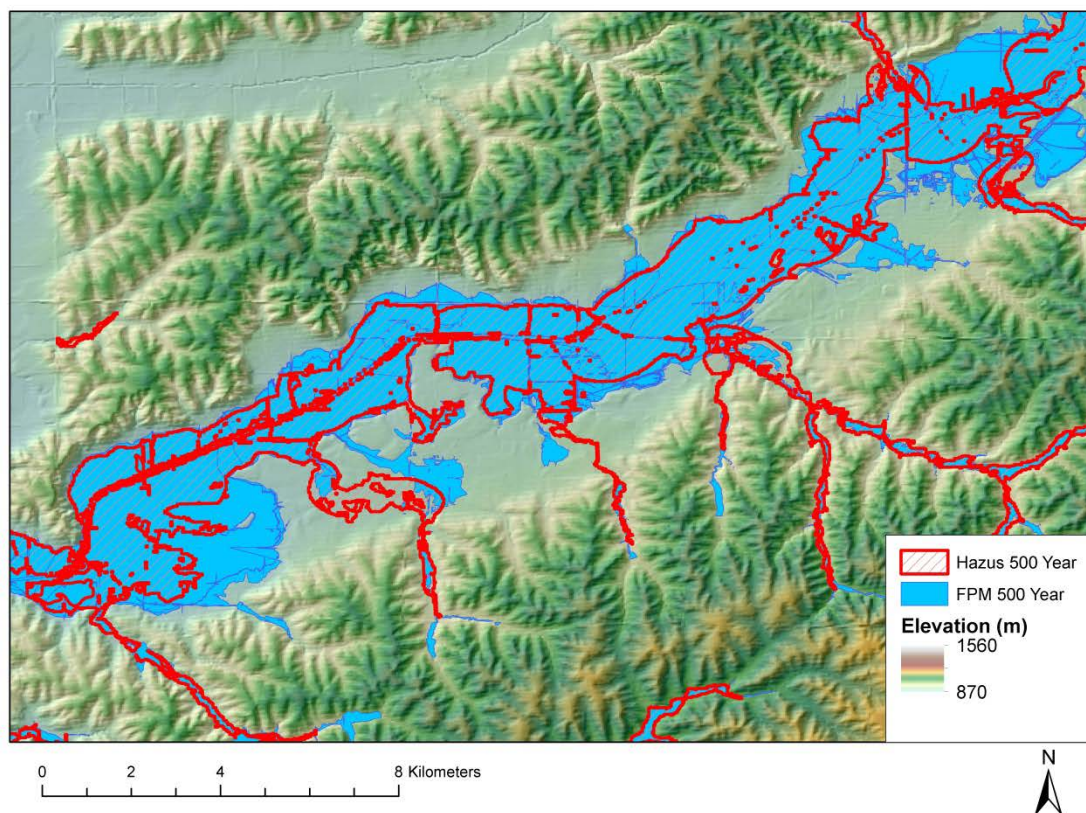 Hazus 500 Year
FPM 500 Year
Elevation (m)
1560
870
0 2 4 8 Kilometers
N